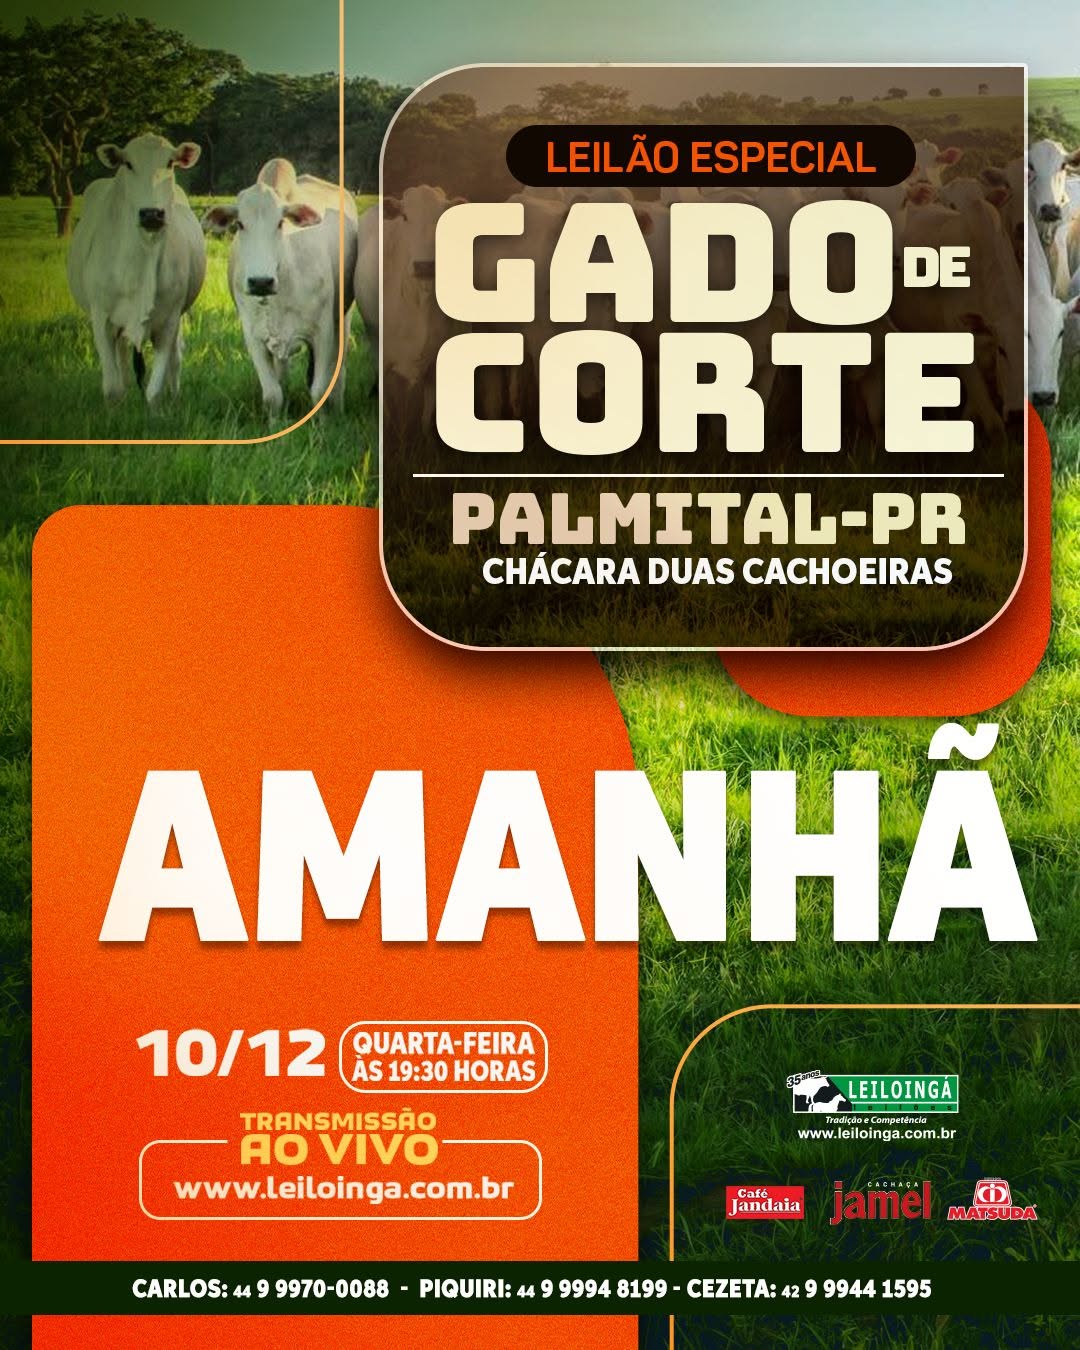 LEILÃO ESPECIAL
GADO DE
CORTE
PALMITAL-PR
CHÁCARA DUAS CACHOEIRAS
AMANHÃ
10/12
QUARTA-FEIRA
ÀS 19:30 HORAS
TRANSMISSÃO
AO VIVO
www.leiloinga.com.br
35 anos
LEILOINGÁ
Leilões
Tradição e Competência
www.leiloinga.com.br
Café
Jandaia
CACHAÇA
jamel
MATSUDA
CARLOS: 44 9 9970-0088 - PIQUIRI: 44 9 9994 8199 - CEZETA: 42 9 9944 1595